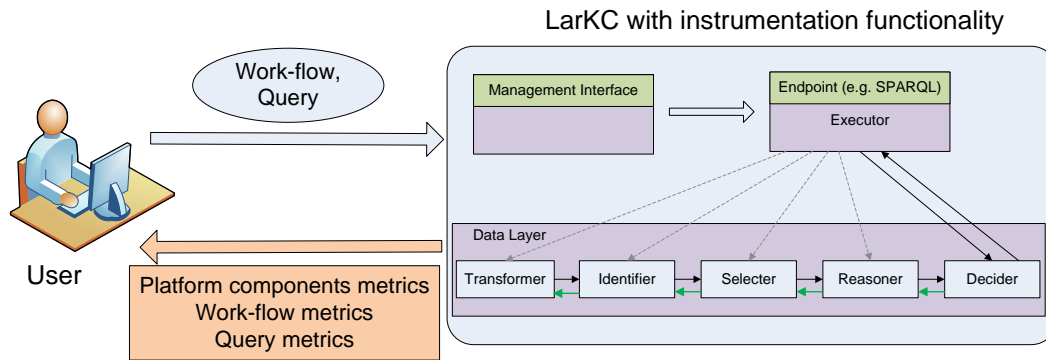 LarKC with instrumentation functionality
Work-flow,
Query
Management Interface
Endpoint (e.g. SPARQL)
Executor
User
Data Layer
Transformer
Identifier
Selecter
Reasoner
Decider
Platform components metrics
Work-flow metrics
Query metrics